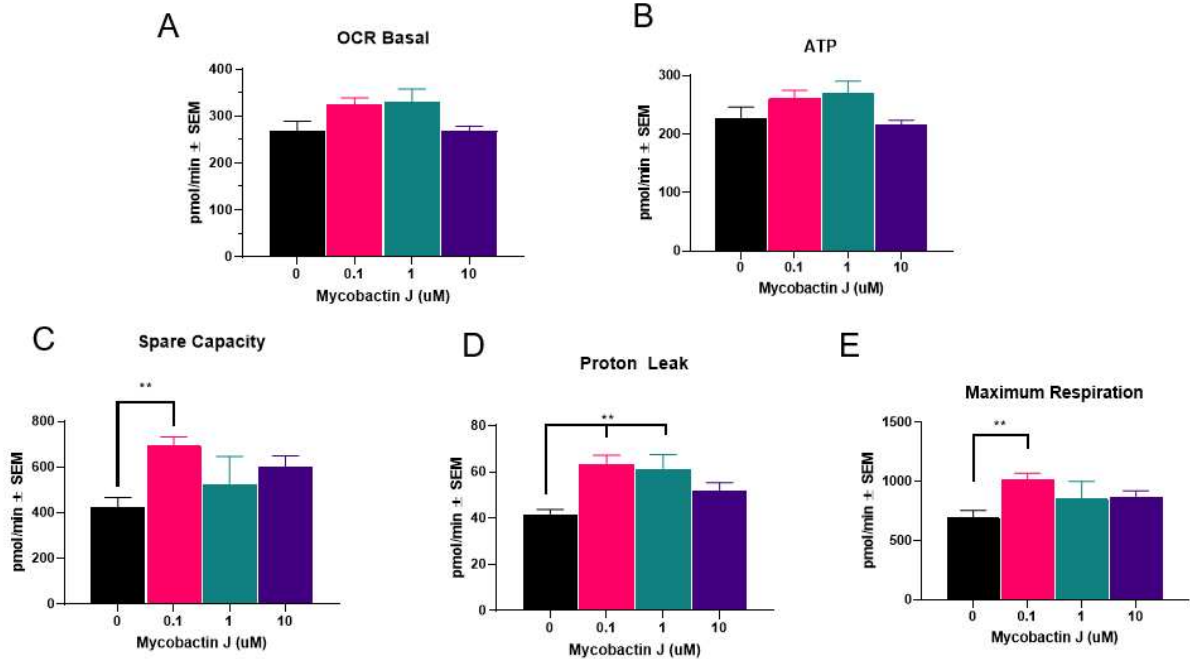 A
OCR Basal
pmol/min ± SEM
400
300
200
100
0
0 0.1 1 10
Mycobactin J (uM)
B
ATP
pmol/min ± SEM
300
200
100
0
0 0.1 1 10
Mycobactin J (uM)
C
Spare Capacity
**
pmol/min ± SEM
800
600
400
200
0
0 0.1 1 10
Mycobactin J (uM)
D
Proton Leak
**
pmol/min ± SEM
80
60
40
20
0
0 0.1 1 10
Mycobactin J (uM)
E
Maximum Respiration
**
pmol/min ± SEM
1500
1000
500
0
0 0.1 1 10
Mycobactin J (uM)